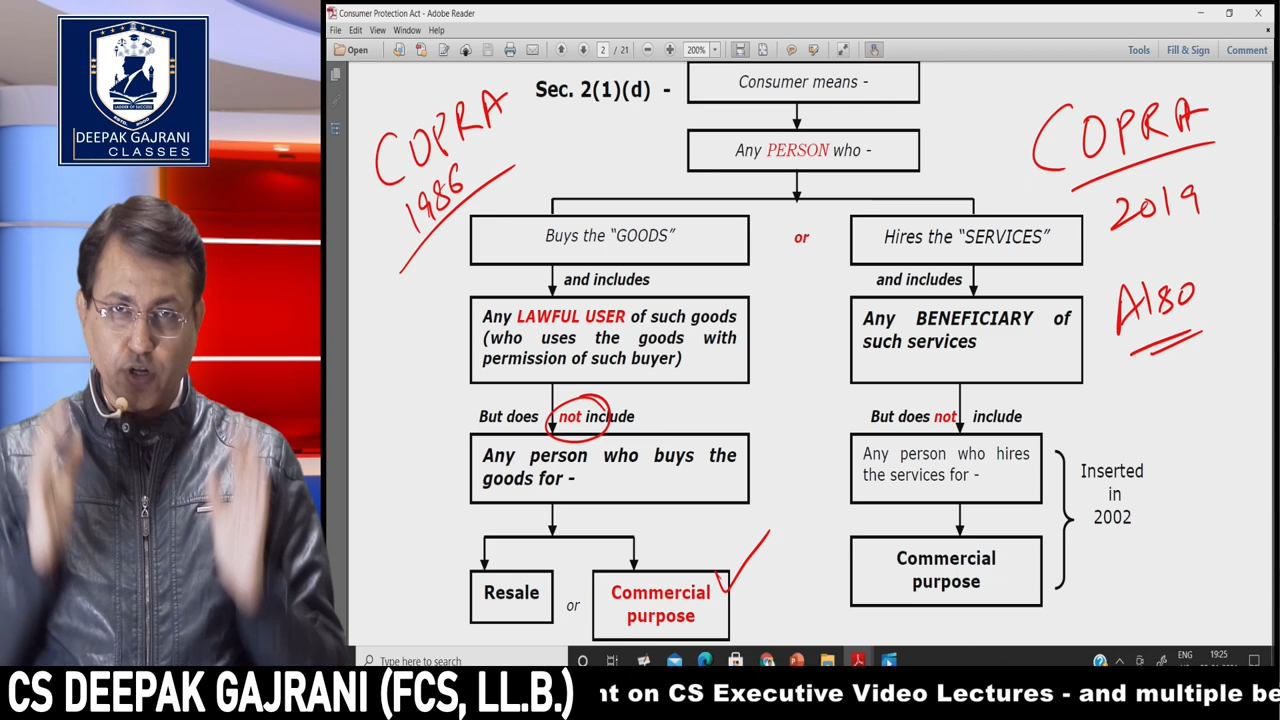 DEEPAK GAJRANI
CLASSES
LADDER OF SUCCESS
Consumer Protection Act - Adobe Reader
File Edit View Window Help
Open 2 / 21 200% Tools Fill & Sign Comment
Sec. 2(1)(d) -
Consumer means -
Any PERSON who -
COPRA
1986
COPRA
2019
Also
Buys the “GOODS”
or
Hires the “SERVICES”
and includes
and includes
Any LAWFUL USER of such goods
(who uses the goods with
permission of such buyer)
Any BENEFICIARY of
such services
But does not include
But does not include
Any person who buys the
goods for -
Any person who hires
the services for -
Inserted
in
2002
Resale
or
Commercial
purpose
Commercial
purpose
Type here to search
ENG
19:25
CS DEEPAK GAJRANI (FCS, LL.B.)
nt on CS Executive Video Lectures - and multiple be